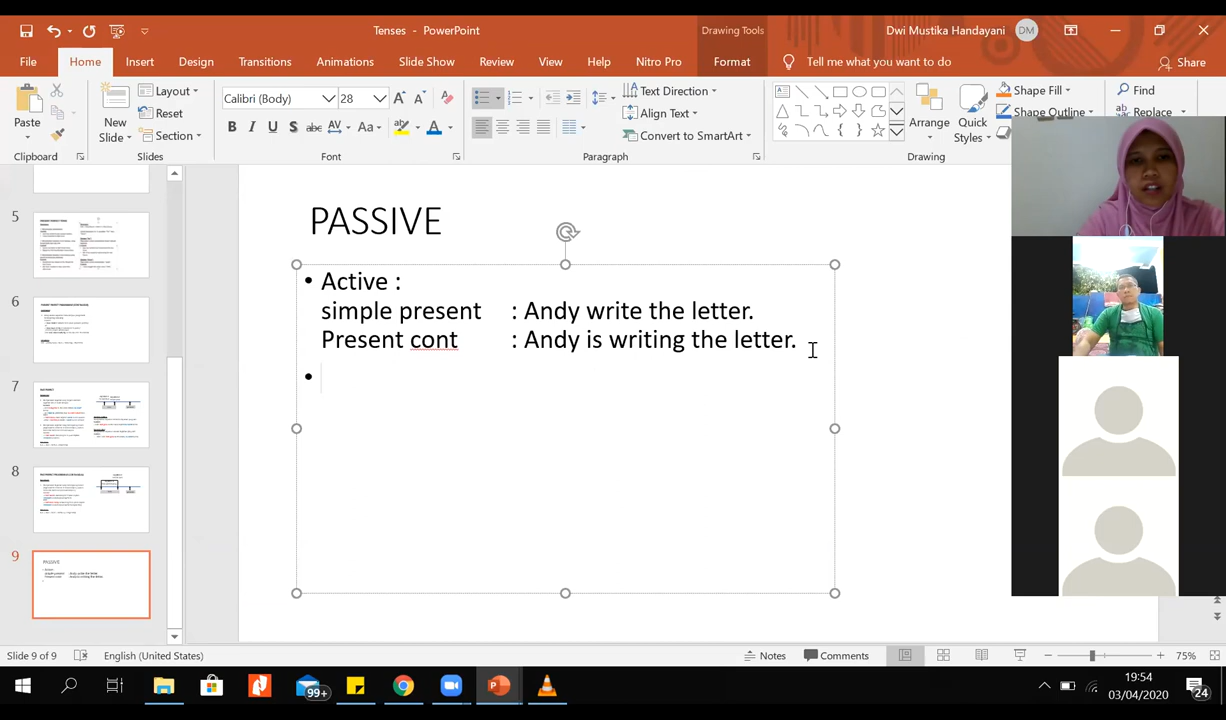 Tenses - PowerPoint
Drawing Tools
Dwi Mustika Handayani
DM
File
Home
Insert
Design
Transitions
Animations
Slide Show
Review
View
Help
Nitro Pro
Format
Tell me what you want to do
Share
Paste
Clipboard
New
Slide
Layout
Reset
Section
Slides
Calibri (Body)
28
Font
Text Direction
Align Text
Convert to SmartArt
Paragraph
Arrange
Quick
Styles
Shape Fill
Shape Outline
Drawing
Find
Replace
5
6
7
8
9
PASSIVE
• Active :
simple present : Andy write the letter.
Present cont : Andy is writing the letter.
•
Slide 9 of 9
English (United States)
Notes
Comments
75%
99+
19:54
03/04/2020
24